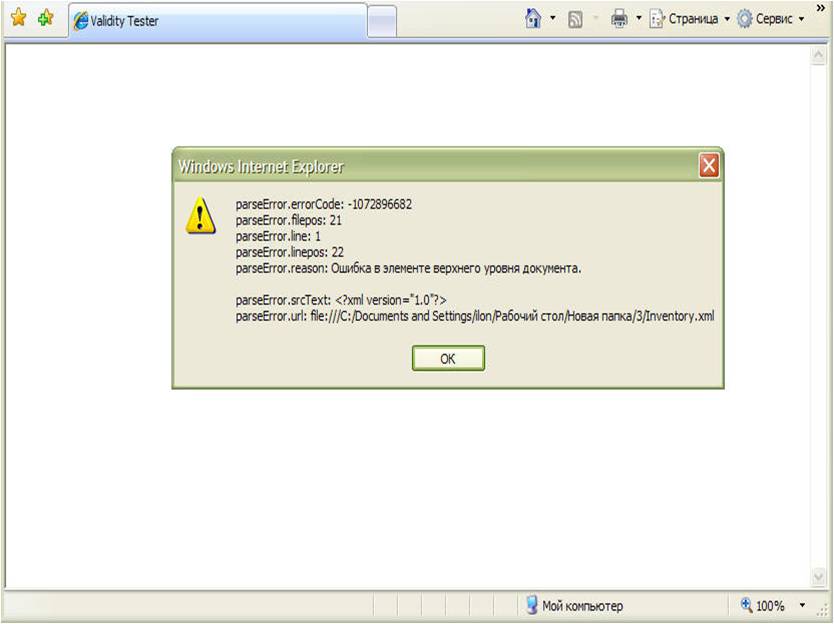 Validity Tester
Страница
Сервис
»
Windows Internet Explorer
parseError.errorCode: -1072896682
parseError.filepos: 21
parseError.line: 1
parseError.linepos: 22
parseError.reason: Ошибка в элементе верхнего уровня документа.
parseError.srcText: <?xml version="1.0"?>
parseError.url: file:///C:/Documents and Settings/ilon/Рабочий стол/Новая папка/3/Inventory.xml
OK
Мой компьютер
100%